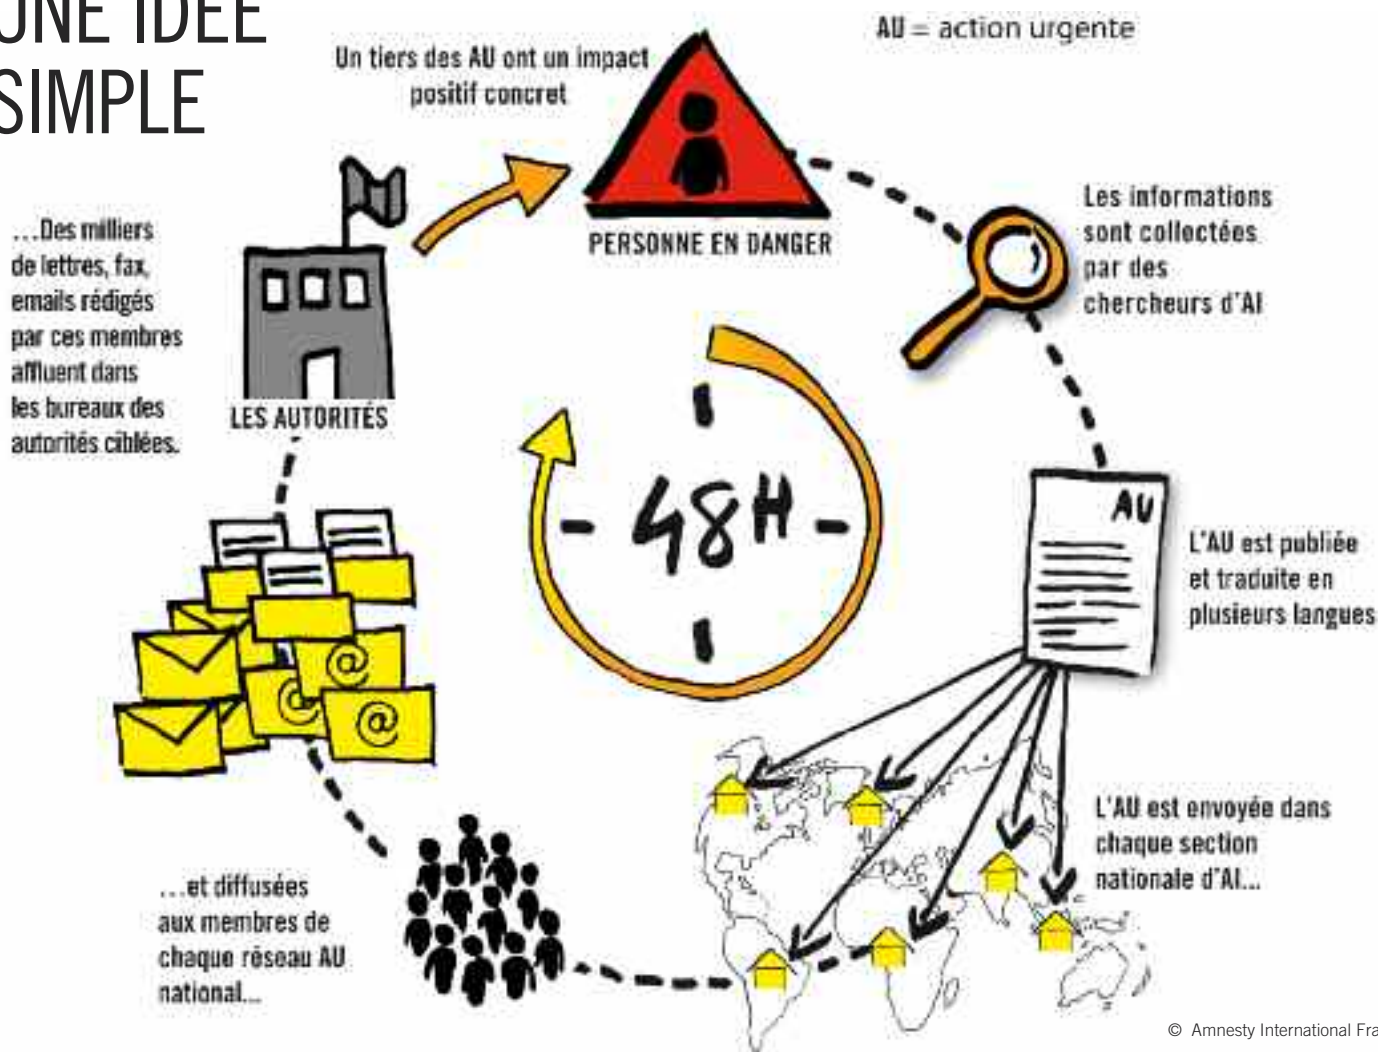 UNE IDÉE
SIMPLE
AU = action urgente
Un tiers des AU ont un impact
positif concret
PERSONNE EN DANGER
Les informations
sont collectées
par des
chercheurs d'AI
AU
L'AU est publiée
et traduite en
plusieurs langues
L'AU est envoyée dans
chaque section
nationale d'AI...
...et diffusées
aux membres de
chaque réseau AU
national...
@
@
@
...Des milliers
de lettres, fax,
emails rédigés
par ces membres
affluent dans
les bureaux des
autorités ciblées.
LES AUTORITÉS
48H
© Amnesty International Fra